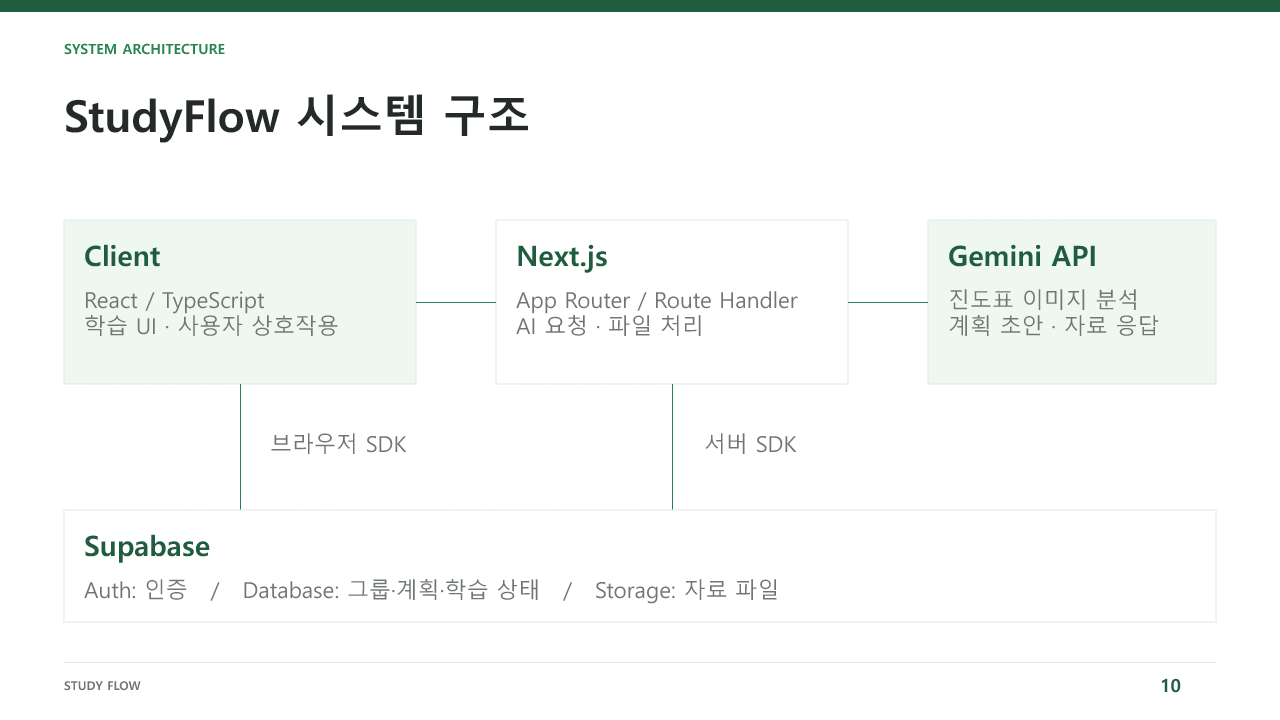 SYSTEM ARCHITECTURE
StudyFlow 시스템 구조
Client
React / TypeScript
학습 UI · 사용자 상호작용
Next.js
App Router / Route Handler
AI 요청 · 파일 처리
Gemini API
진도표 이미지 분석
계획 초안 · 자료 응답
브라우저 SDK
서버 SDK
Supabase
Auth: 인증 / Database: 그룹·계획·학습 상태 / Storage: 자료 파일
STUDY FLOW
10